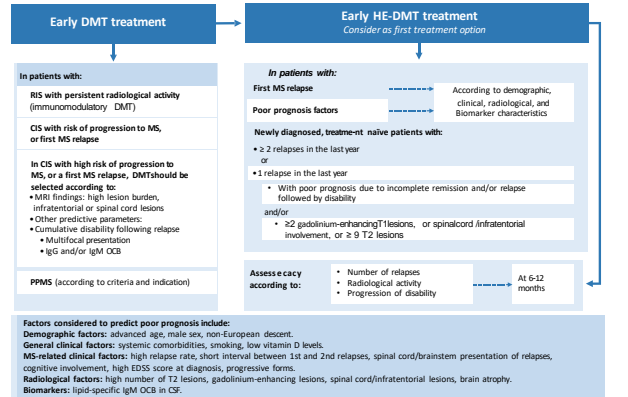 Early DMT treatment
Early HE-DMT treatment
Consider as first treatment option
In patients with:
RIS with persistent radiological activity
(immunomodulatory DMT)
CIS with risk of progression to MS,
or first MS relapse
In CIS with high risk of progression to
MS, or a first MS relapse, DMTshould be
selected according to:
• MRI findings: high lesion burden,
infratentorial or spinal cord lesions
• Other predictive parameters:
• Cumulative disability following relapse
• Multifocal presentation
• IgG and/or IgM OCB
PPMS (according to criteria and indication)
In patients with:
First MS relapse
Poor prognosis factors
According to demographic,
clinical, radiological, and
Biomarker characteristics
Newly diagnosed, treatme-nt naïve patients with:
• ≥ 2 relapses in the last year
or
• 1 relapse in the last year
• With poor prognosis due to incomplete remission and/or relapse
followed by disability
and/or
• ≥2 gadolinium-enhancingT1lesions, or spinalcord /infratentorial
involvement, or ≥ 9 T2 lesions
Assess e cacy
according to:
• Number of relapses
• Radiological activity
• Progression of disability
At 6-12
months
Factors considered to predict poor prognosis include:
Demographic factors: advanced age, male sex, non-European descent.
General clinical factors: systemic comorbidities, smoking, low vitamin D levels.
MS-related clinical factors: high relapse rate, short interval between 1st and 2nd relapses, spinal cord/brainstem presentation of relapses,
cognitive involvement, high EDSS score at diagnosis, progressive forms.
Radiological factors: high number of T2 lesions, gadolinium-enhancing lesions, spinal cord/infratentorial lesions, brain atrophy.
Biomarkers: lipid-specific IgM OCB in CSF.